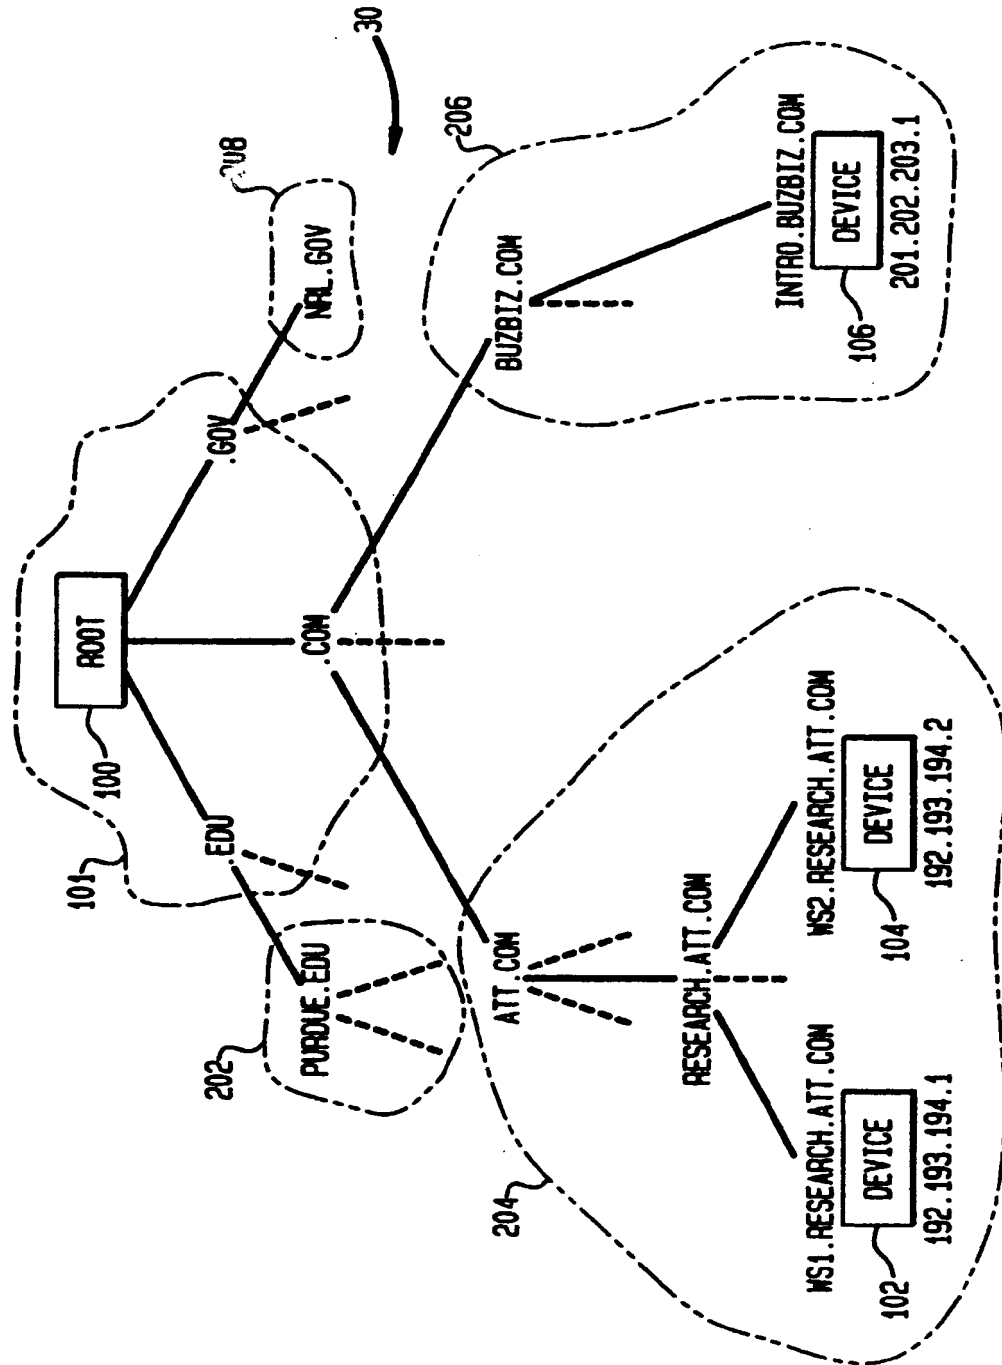 30
101
100
ROOT
.EDU
.COM
.GOV
208
NRL.GOV
202
PURDUE.EDU
206
BUZBIZ.COM
INTRO.BUZBIZ.COM
DEVICE
106
201.202.203.1
204
ATT.COM
RESEARCH.ATT.COM
WS1.RESEARCH.ATT.COM
DEVICE
102
192.193.194.1
WS2.RESEARCH.ATT.COM
DEVICE
104
192.193.194.2